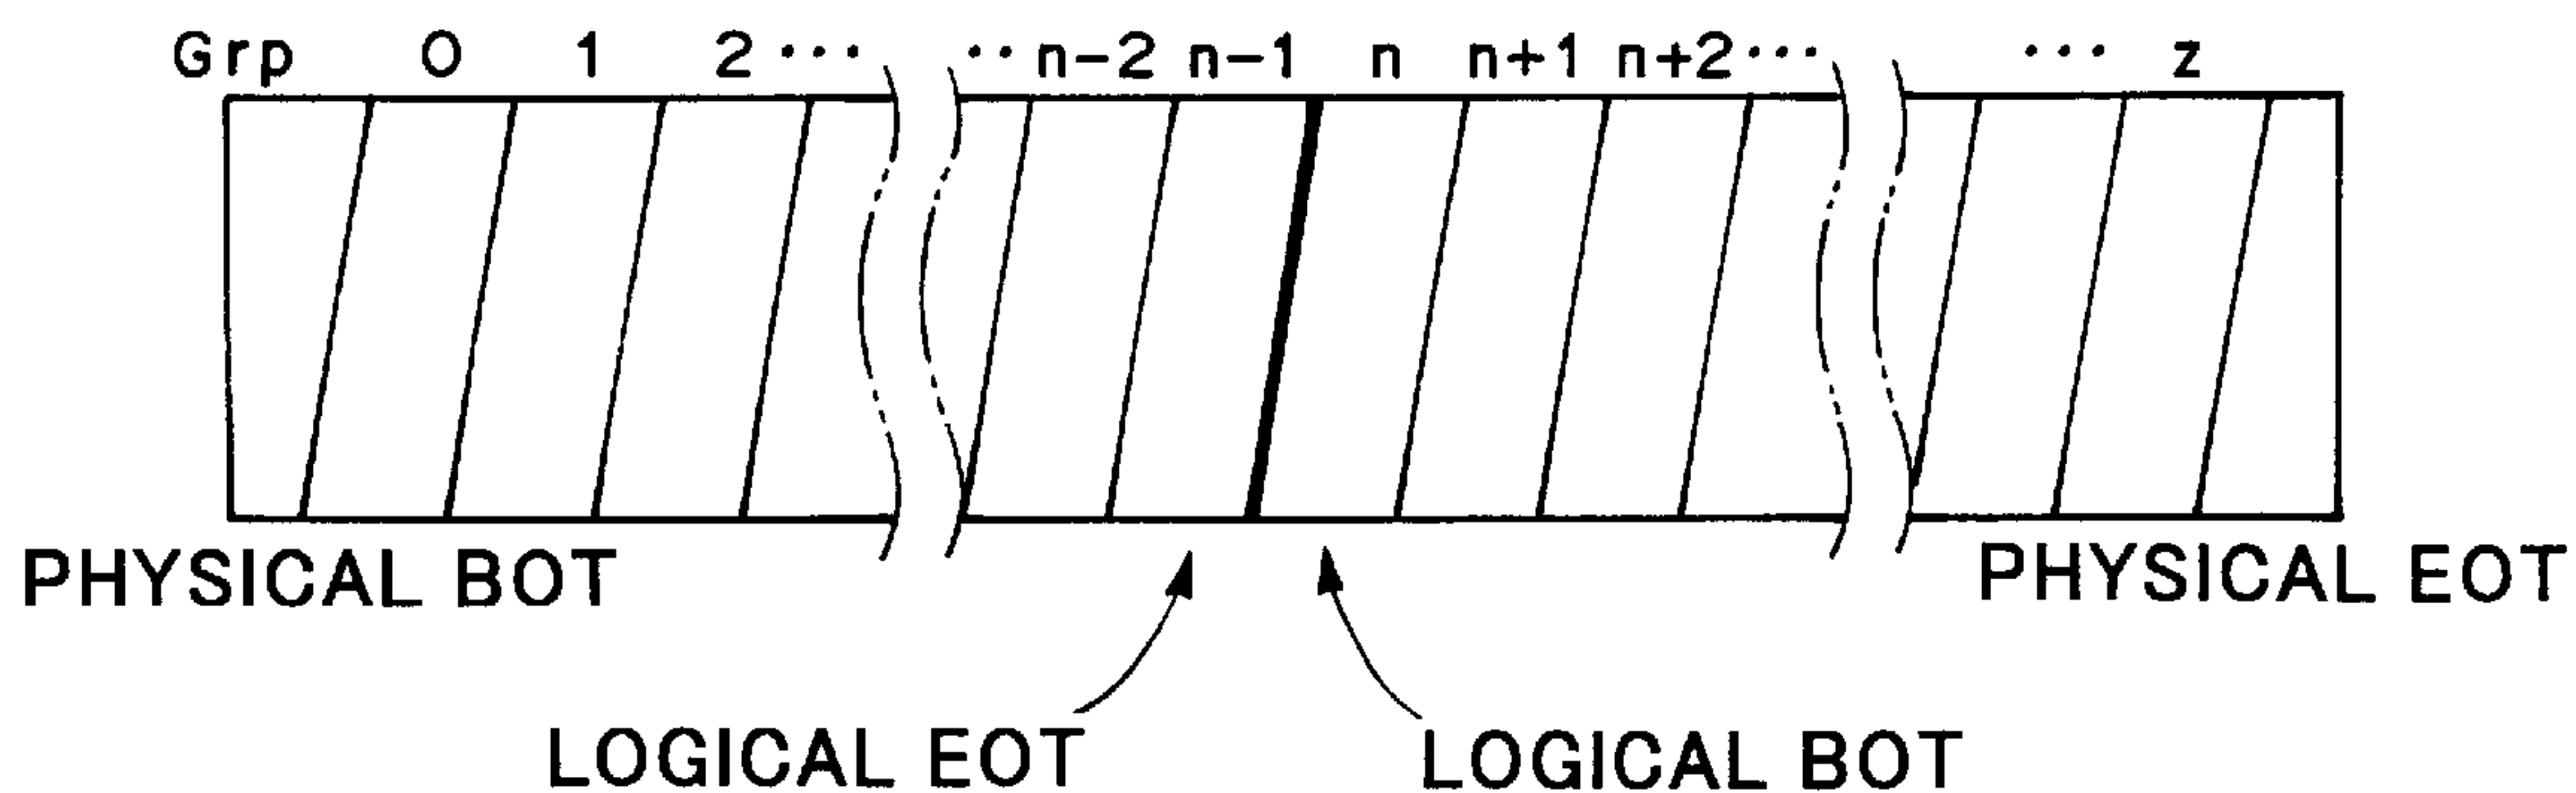 Grp 0 1 2 ··· ·· n-2 n-1 n n+1 n+2 ··· ··· z
PHYSICAL BOT PHYSICAL EOT
LOGICAL EOT LOGICAL BOT